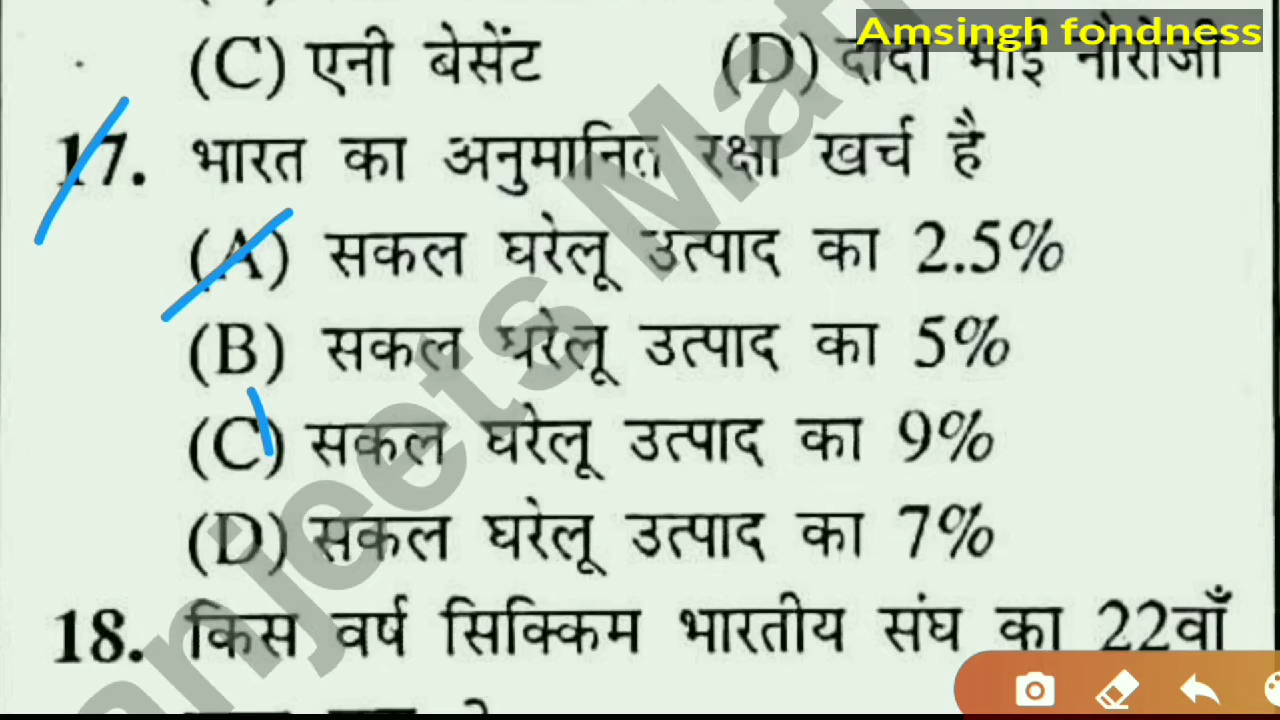 Amsingh fondness
(C) एनी बेसेंट (D) दादा भाई नौरोजी
17. भारत का अनुमानित रक्षा खर्च है
(A) सकल घरेलू उत्पाद का 2.5%
(B) सकल घरेलू उत्पाद का 5%
(C) सकल घरेलू उत्पाद का 9%
(D) सकल घरेलू उत्पाद का 7%
18. किस वर्ष सिक्किम भारतीय संघ का 22वाँ